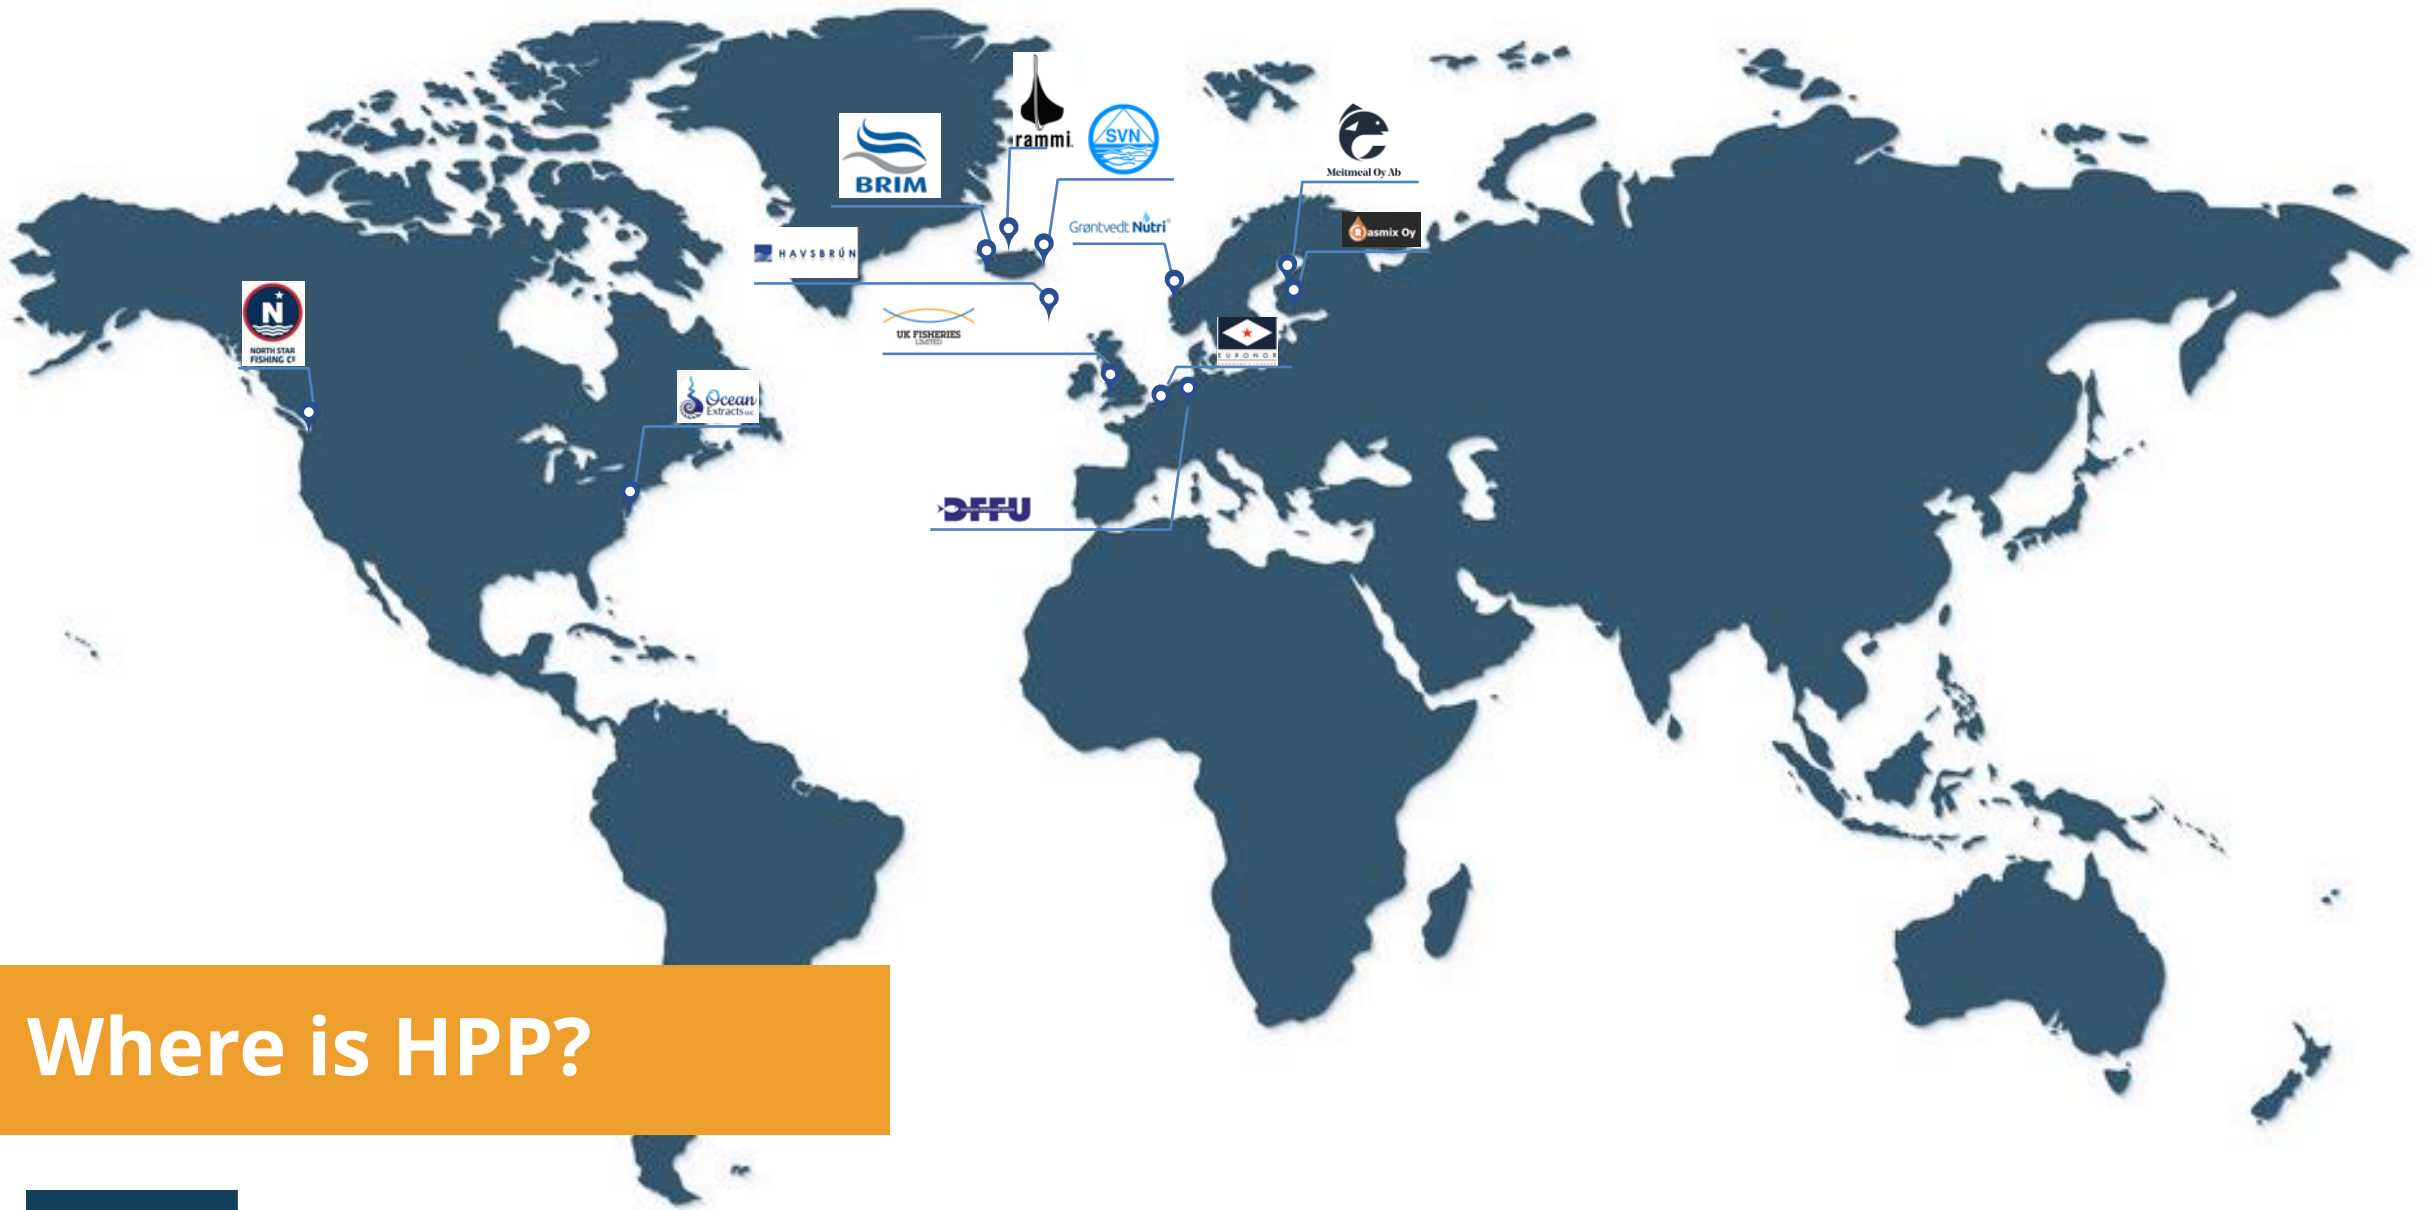 rammi.
SVN
BRIM
Meitmeal Oy Ab
Grøntvedt Nutri®
Rasmix Oy
HAVSBRÚN
N
NORTH STAR
FISHING Cº
UK FISHERIES
LIMITED
EURONOR
Ocean
Extracts LLC
DFFU
Where is HPP?